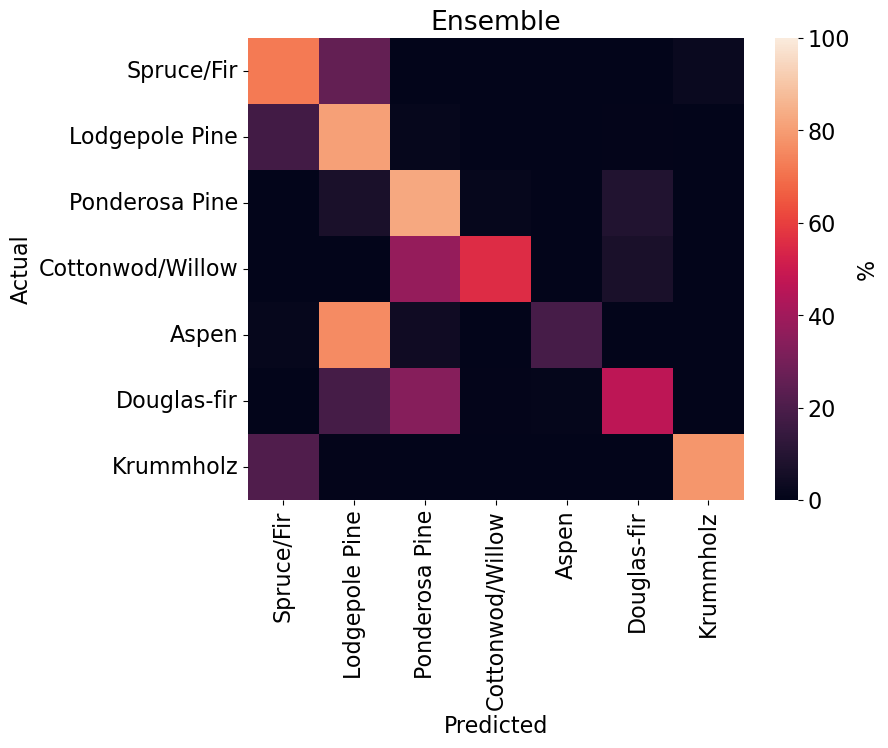 Ensemble
Actual
Spruce/Fir
Lodgepole Pine
Ponderosa Pine
Cottonwod/Willow
Aspen
Douglas-fir
Krummholz
Spruce/Fir
Lodgepole Pine
Ponderosa Pine
Cottonwod/Willow
Aspen
Douglas-fir
Krummholz
Predicted
100
80
60
40
20
0
%